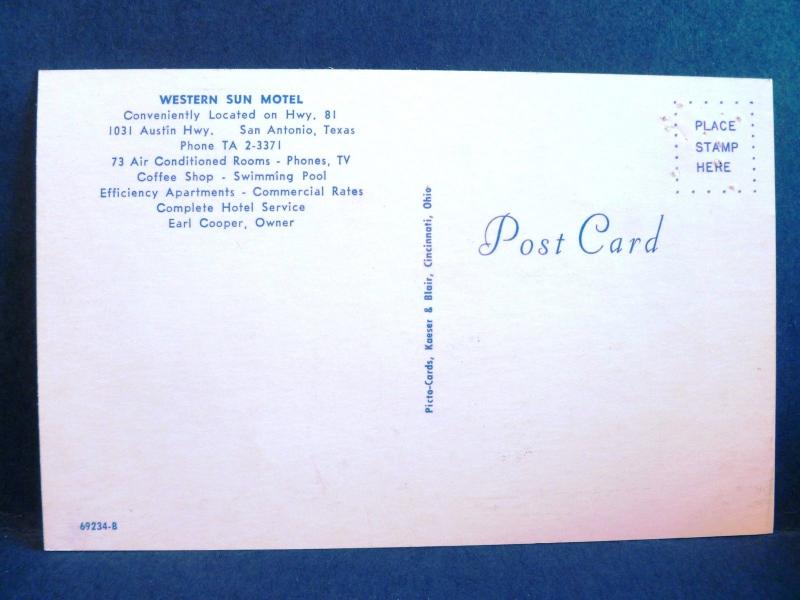 WESTERN SUN MOTEL
Conveniently Located on Hwy. 81
1031 Austin Hwy. San Antonio, Texas
Phone TA 2-3371
73 Air Conditioned Rooms - Phones, TV
Coffee Shop - Swimming Pool
Efficiency Apartments - Commercial Rates
Complete Hotel Service
Earl Cooper, Owner
69234-B
Picto-Cards, Kaeser & Blair, Cincinnati, Ohio
PLACE
STAMP
HERE
Post Card